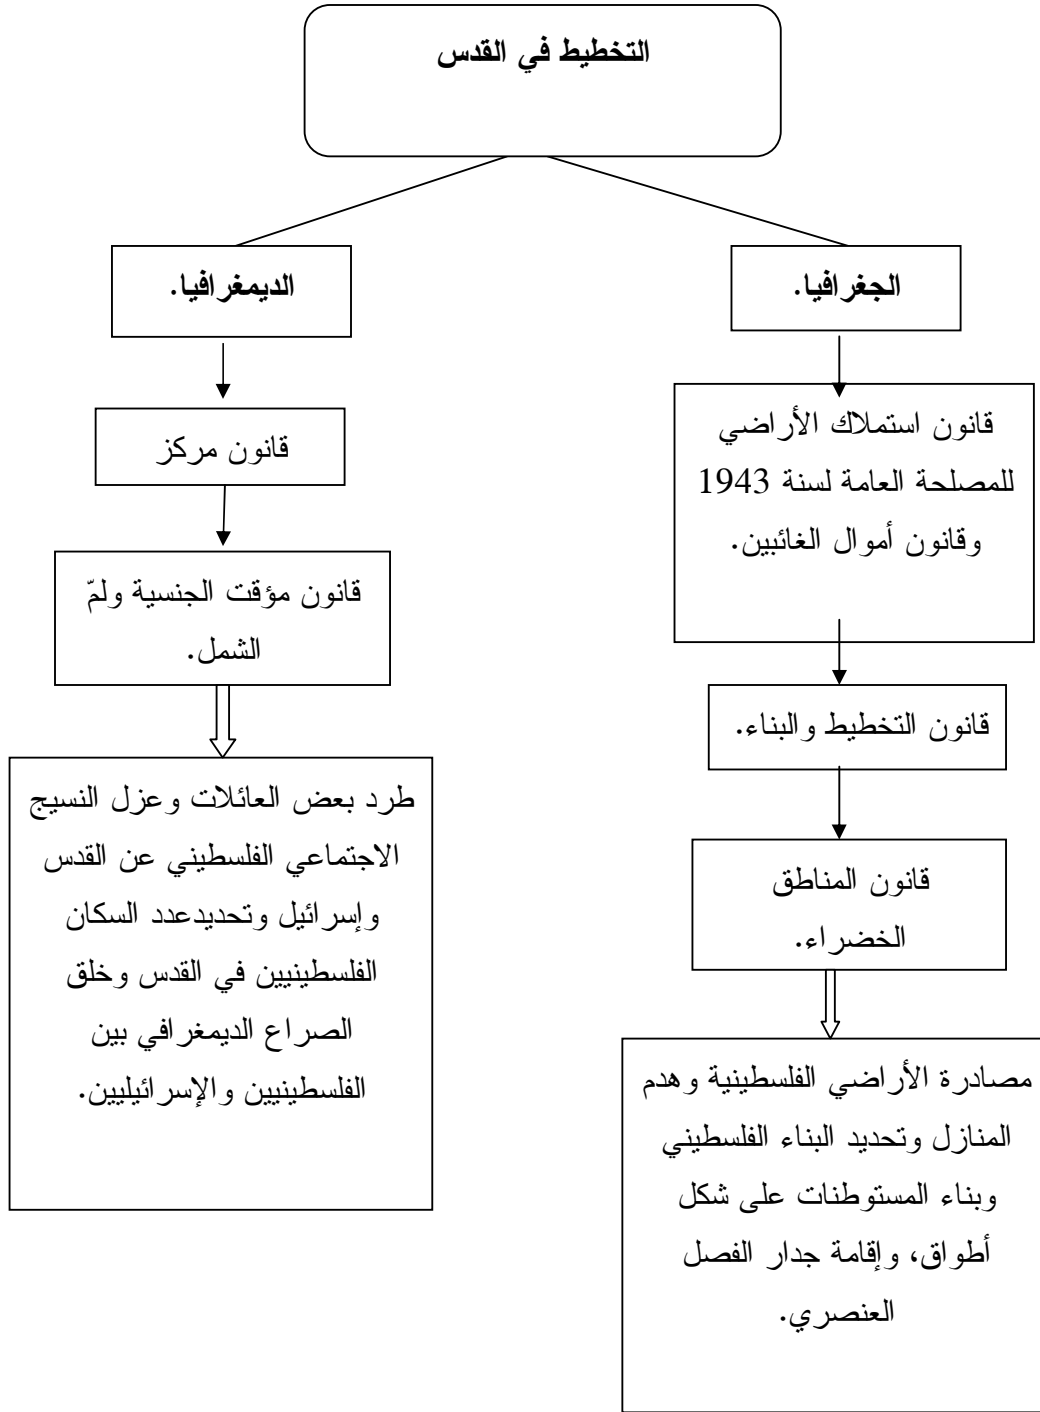 التخطيط في القدس
الجغرافيا.
قانون استملاك الأراضي
للمصلحة العامة لسنة 1943
وقانون أموال الغائبين.
قانون التخطيط والبناء.
قانون المناطق
الخضراء.
مصادرة الأراضي الفلسطينية وهدم
المنازل وتحديد البناء الفلسطيني
وبناء المستوطنات على شكل
أطواق، وإقامة جدار الفصل
العنصري.
الديمغرافيا.
قانون مركز
قانون مؤقت الجنسية ولمّ
الشمل.
طرد بعض العائلات وعزل النسيج
الاجتماعي الفلسطيني عن القدس
وإسرائيل وتحديدعدد السكان
الفلسطينيين في القدس وخلق
الصراع الديمغرافي بين
الفلسطينيين والإسرائيليين.